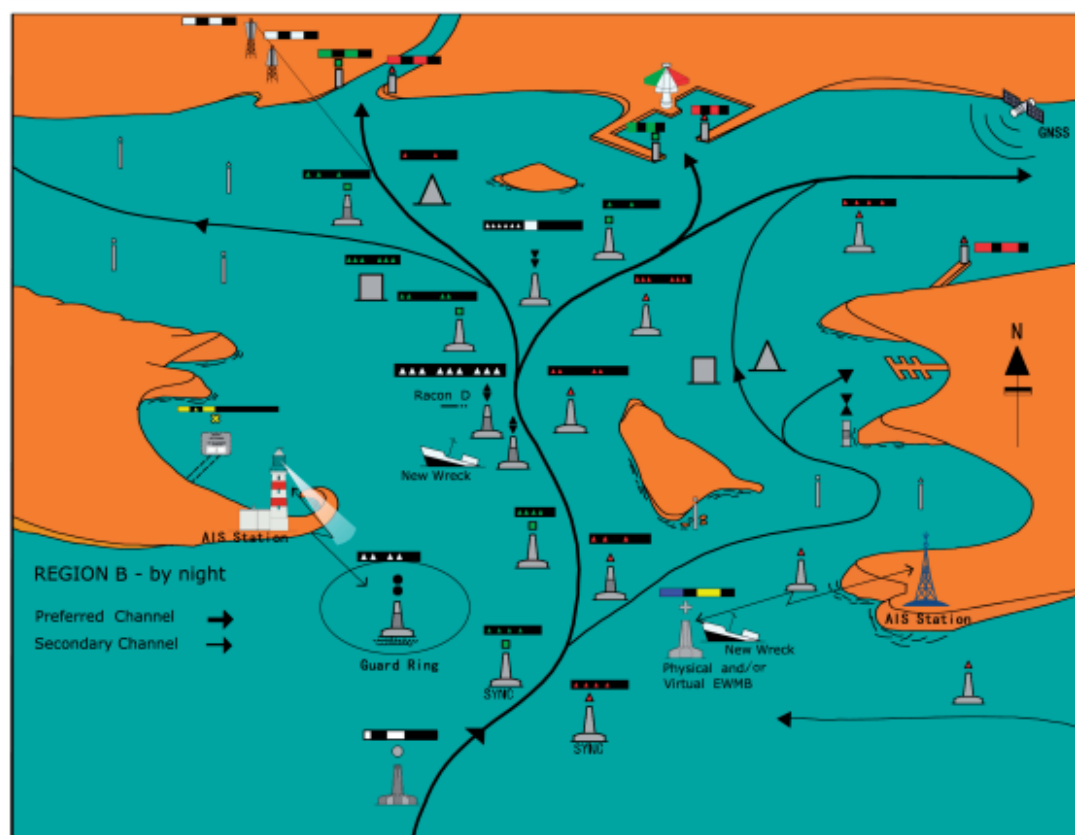 GNSS
N
Racon D
New Wreck
AIS Station
REGION B - by night
Preferred Channel
Secondary Channel
Guard Ring
SYNC
New Wreck
Physical and/or
Virtual EWMB
AIS Station
SYNC